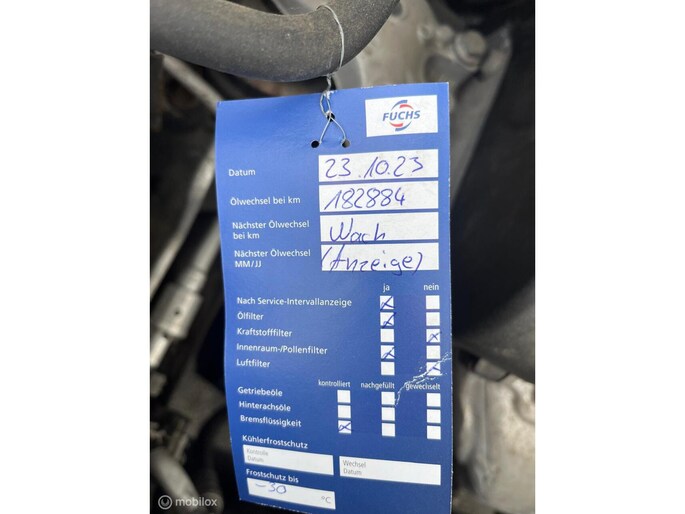 FUCHS
Datum 23.10.23
Ölwechsel bei km 182884
Nächster Ölwechsel
bei km Wach
Nächster Ölwechsel
MM/JJ (Anzeige)
ja nein
Nach Service-Intervallanzeige
Ölfilter
Kraftstofffilter
Innenraum-/Pollenfilter
Luftfilter
kontrolliert nachgefüllt gewechselt
Getriebeöle
Hinterachsöle
Bremsflüssigkeit
Kühlerfrostschutz
Kontrolle
Datum
Wechsel
Datum
Frostschutz bis
-30 °C
mobilox